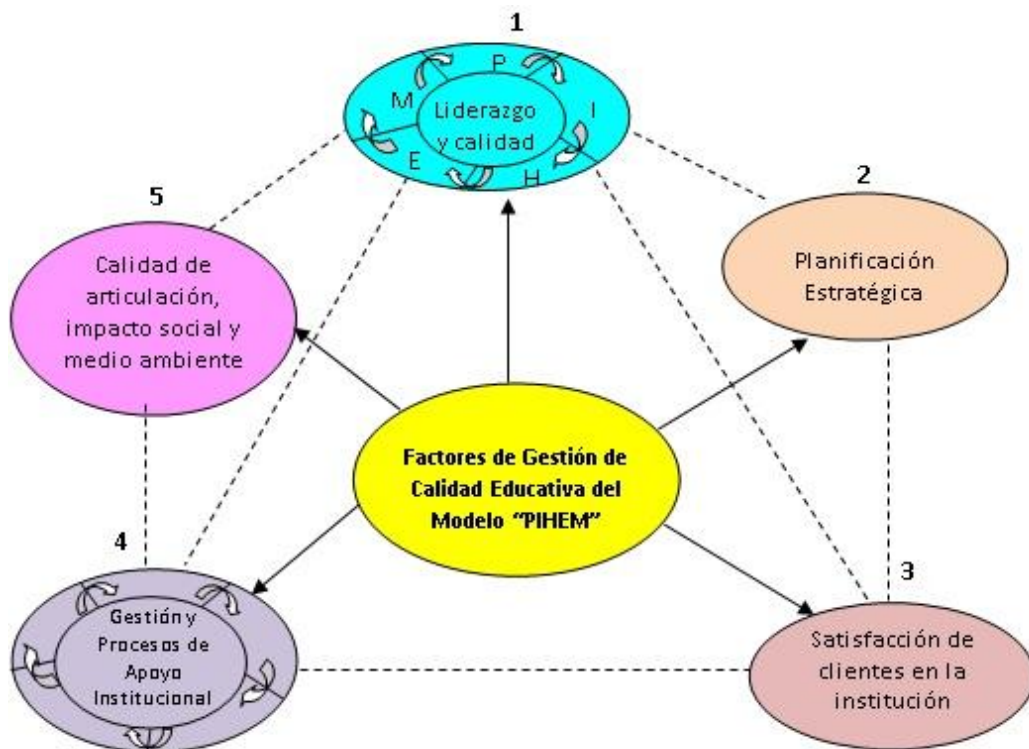 1
P
I
H
E
M
Liderazgo
y calidad
2
Planificación
Estratégica
5
Calidad de
articulación,
impacto social y
medio ambiente
Factores de Gestión de
Calidad Educativa del
Modelo “PIHEM”
4
Gestión y
Procesos de
Apoyo
Institucional
3
Satisfacción de
clientes en la
institución